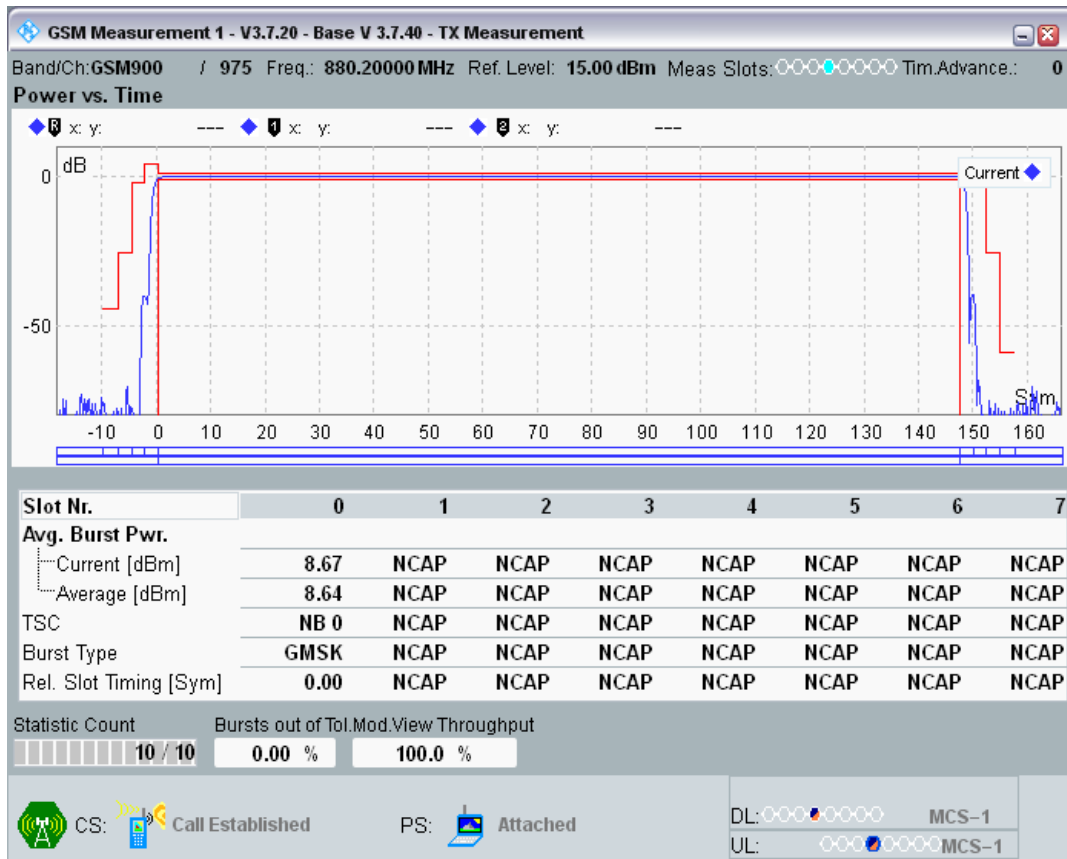 GSM Measurement 1 - V3.7.20 - Base V 3.7.40 - TX Measurement
Band/Ch:GSM900 / 975 Freq.: 880.20000 MHz Ref. Level: 15.00 dBm Meas Slots: Tim.Advance.: 0
Power vs. Time
R x: y: --- 1 x: y: --- 2 x: y: ---
dB
0
Current
-50
Sym
-10 0 10 20 30 40 50 60 70 80 90 100 110 120 130 140 150 160
Slot Nr. 0 1 2 3 4 5 6 7
Avg. Burst Pwr.
Current [dBm] 8.67 NCAP NCAP NCAP NCAP NCAP NCAP NCAP
Average [dBm] 8.64 NCAP NCAP NCAP NCAP NCAP NCAP NCAP
TSC NB 0 NCAP NCAP NCAP NCAP NCAP NCAP NCAP
Burst Type GMSK NCAP NCAP NCAP NCAP NCAP NCAP NCAP
Rel. Slot Timing [Sym] 0.00 NCAP NCAP NCAP NCAP NCAP NCAP NCAP
Statistic Count Bursts out of Tol.Mod.View Throughput
10 / 10 0.00 % 100.0 %
CS: Call Established PS: Attached
DL: MCS-1
UL: MCS-1